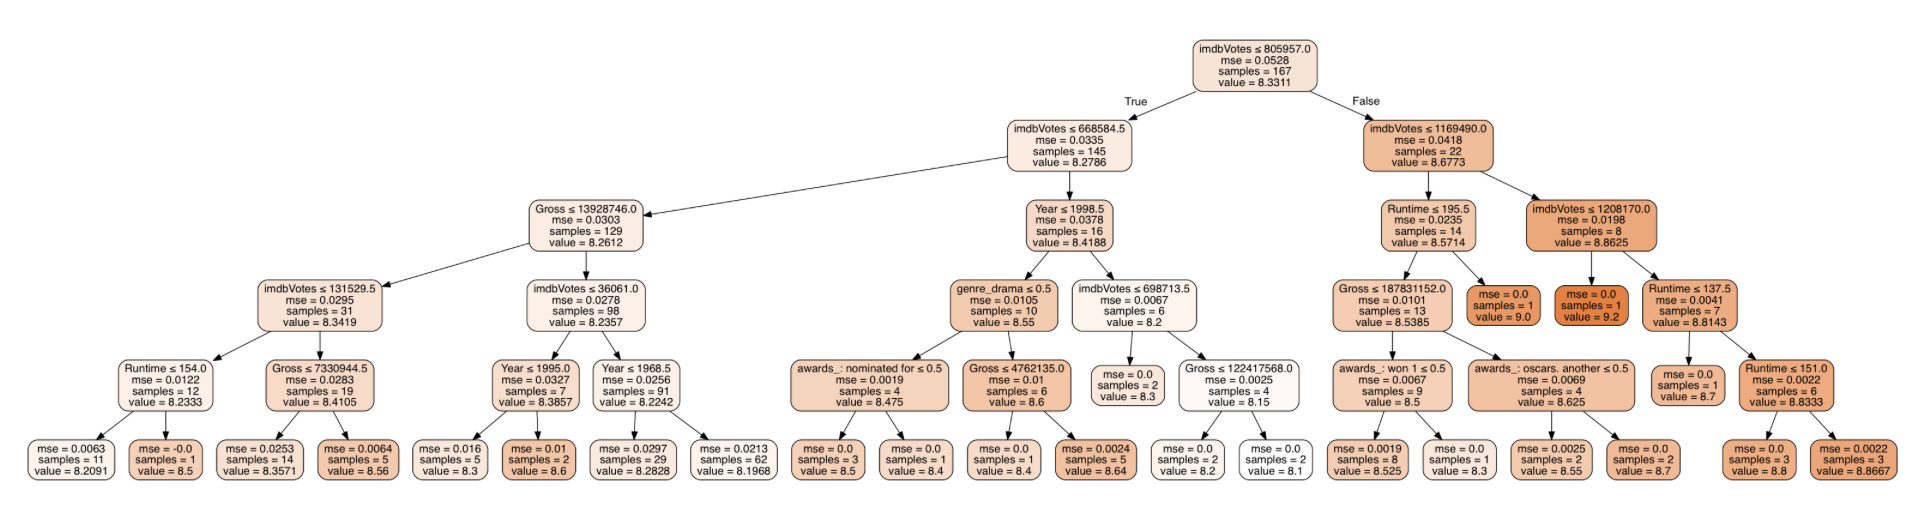 imdbVotes ≤ 805957.0
mse = 0.0528
samples = 167
value = 8.3311
True
False
imdbVotes ≤ 668584.5
mse = 0.0335
samples = 145
value = 8.2786
imdbVotes ≤ 1169490.0
mse = 0.0418
samples = 22
value = 8.6773
Gross ≤ 13928746.0
mse = 0.0303
samples = 129
value = 8.2612
Year ≤ 1998.5
mse = 0.0378
samples = 16
value = 8.4188
Runtime ≤ 195.5
mse = 0.0235
samples = 14
value = 8.5714
imdbVotes ≤ 1208170.0
mse = 0.0198
samples = 8
value = 8.8625
imdbVotes ≤ 131529.5
mse = 0.0295
samples = 31
value = 8.3419
imdbVotes ≤ 36061.0
mse = 0.0278
samples = 98
value = 8.2357
genre_drama ≤ 0.5
mse = 0.0105
samples = 10
value = 8.55
imdbVotes ≤ 698713.5
mse = 0.0067
samples = 6
value = 8.2
Gross ≤ 187831152.0
mse = 0.0101
samples = 13
value = 8.5385
mse = 0.0
samples = 1
value = 9.0
mse = 0.0
samples = 1
value = 9.2
Runtime ≤ 137.5
mse = 0.0041
samples = 7
value = 8.8143
Runtime ≤ 154.0
mse = 0.0122
samples = 12
value = 8.2333
Gross ≤ 7330944.5
mse = 0.0283
samples = 19
value = 8.4105
Year ≤ 1995.0
mse = 0.0327
samples = 7
value = 8.3857
Year ≤ 1968.5
mse = 0.0256
samples = 91
value = 8.2242
awards_: nominated for ≤ 0.5
mse = 0.0019
samples = 4
value = 8.475
Gross ≤ 4762135.0
mse = 0.01
samples = 6
value = 8.6
mse = 0.0
samples = 2
value = 8.3
Gross ≤ 122417568.0
mse = 0.0025
samples = 4
value = 8.15
awards_: won 1 ≤ 0.5
mse = 0.0067
samples = 9
value = 8.5
awards_: oscars. another ≤ 0.5
mse = 0.0069
samples = 4
value = 8.625
mse = 0.0
samples = 1
value = 8.7
Runtime ≤ 151.0
mse = 0.0022
samples = 6
value = 8.8333
mse = 0.0063
samples = 11
value = 8.2091
mse = -0.0
samples = 1
value = 8.5
mse = 0.0253
samples = 14
value = 8.3571
mse = 0.0064
samples = 5
value = 8.56
mse = 0.016
samples = 5
value = 8.3
mse = 0.01
samples = 2
value = 8.6
mse = 0.0297
samples = 29
value = 8.2828
mse = 0.0213
samples = 62
value = 8.1968
mse = 0.0
samples = 3
value = 8.5
mse = 0.0
samples = 1
value = 8.4
mse = 0.0
samples = 1
value = 8.4
mse = 0.0024
samples = 5
value = 8.64
mse = 0.0
samples = 2
value = 8.2
mse = 0.0
samples = 2
value = 8.1
mse = 0.0019
samples = 8
value = 8.525
mse = 0.0
samples = 1
value = 8.3
mse = 0.0025
samples = 2
value = 8.55
mse = 0.0
samples = 2
value = 8.7
mse = 0.0
samples = 3
value = 8.8
mse = 0.0022
samples = 3
value = 8.8667